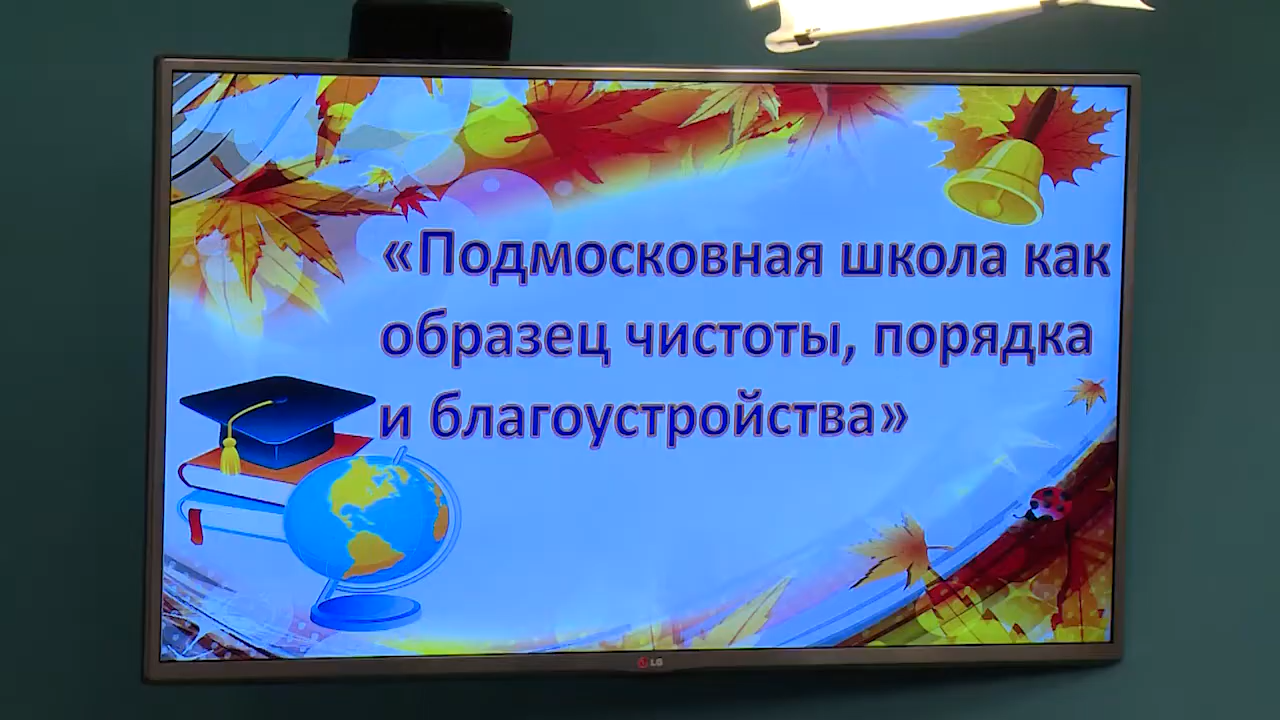 «Подмосковная школа как
образец чистоты, порядка
и благоустройства»
LG